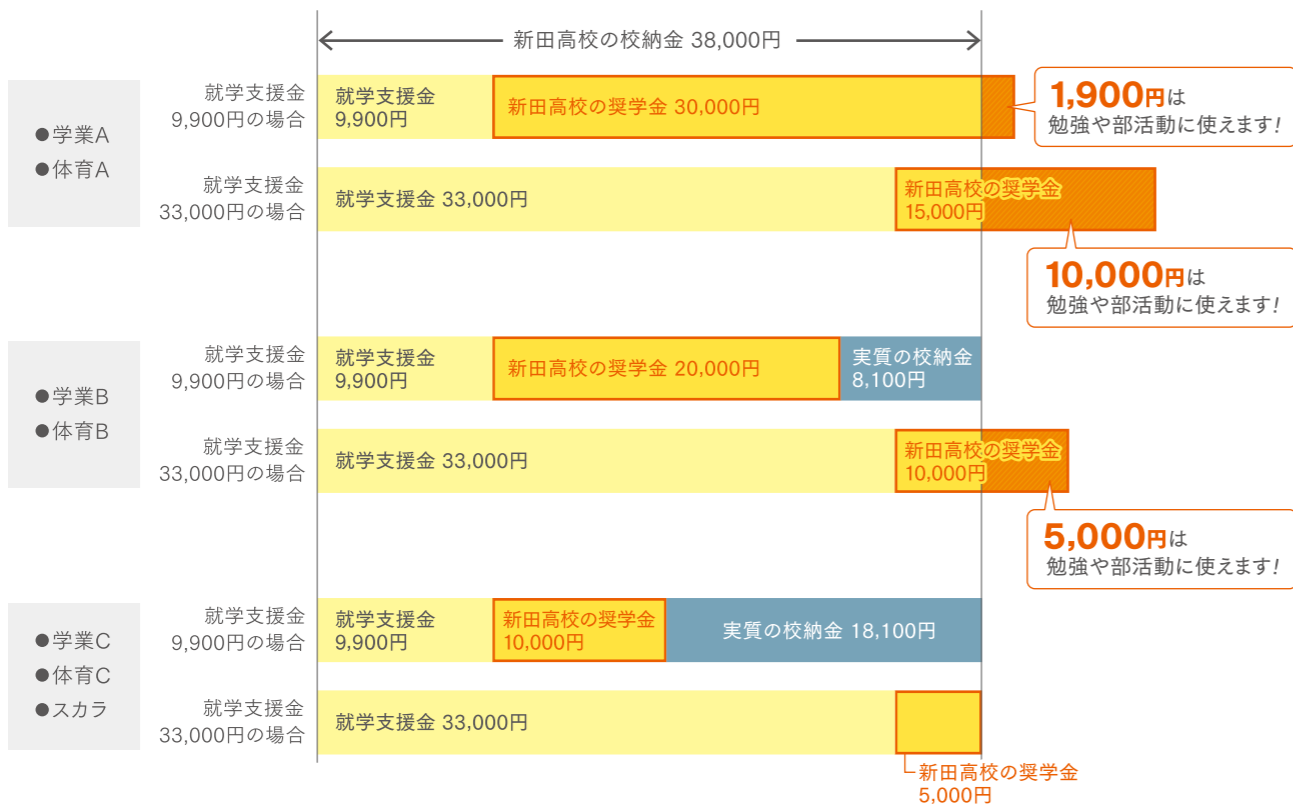 新田高校の校納金 38,000円
●学業A
●体育A
就学支援金
9,900円の場合
就学支援金
9,900円
新田高校の奨学金 30,000円
1,900円は
勉強や部活動に使えます!
就学支援金
33,000円の場合
就学支援金 33,000円
新田高校の奨学金
15,000円
10,000円は
勉強や部活動に使えます!
●学業B
●体育B
就学支援金
9,900円の場合
就学支援金
9,900円
新田高校の奨学金 20,000円
実質の校納金
8,100円
就学支援金
33,000円の場合
就学支援金 33,000円
新田高校の奨学金
10,000円
5,000円は
勉強や部活動に使えます!
●学業C
●体育C
●スカラ
就学支援金
9,900円の場合
就学支援金
9,900円
新田高校の奨学金
10,000円
実質の校納金 18,100円
就学支援金
33,000円の場合
就学支援金 33,000円
新田高校の奨学金
5,000円